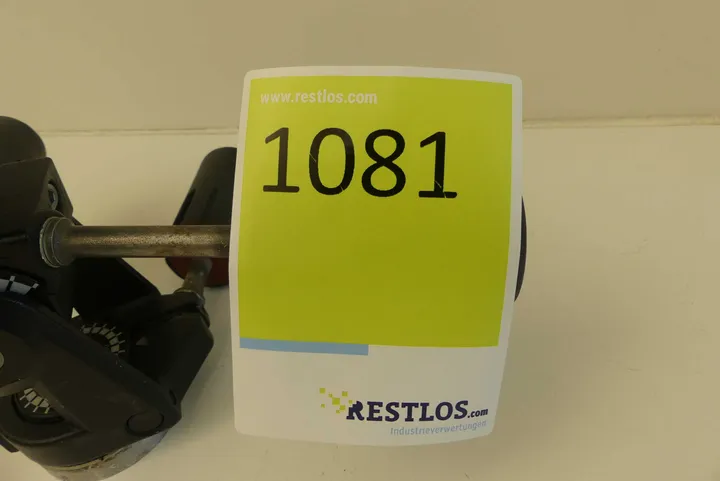 www.restlos.com
1081
RESTLOS.com
Industrieverwertungen